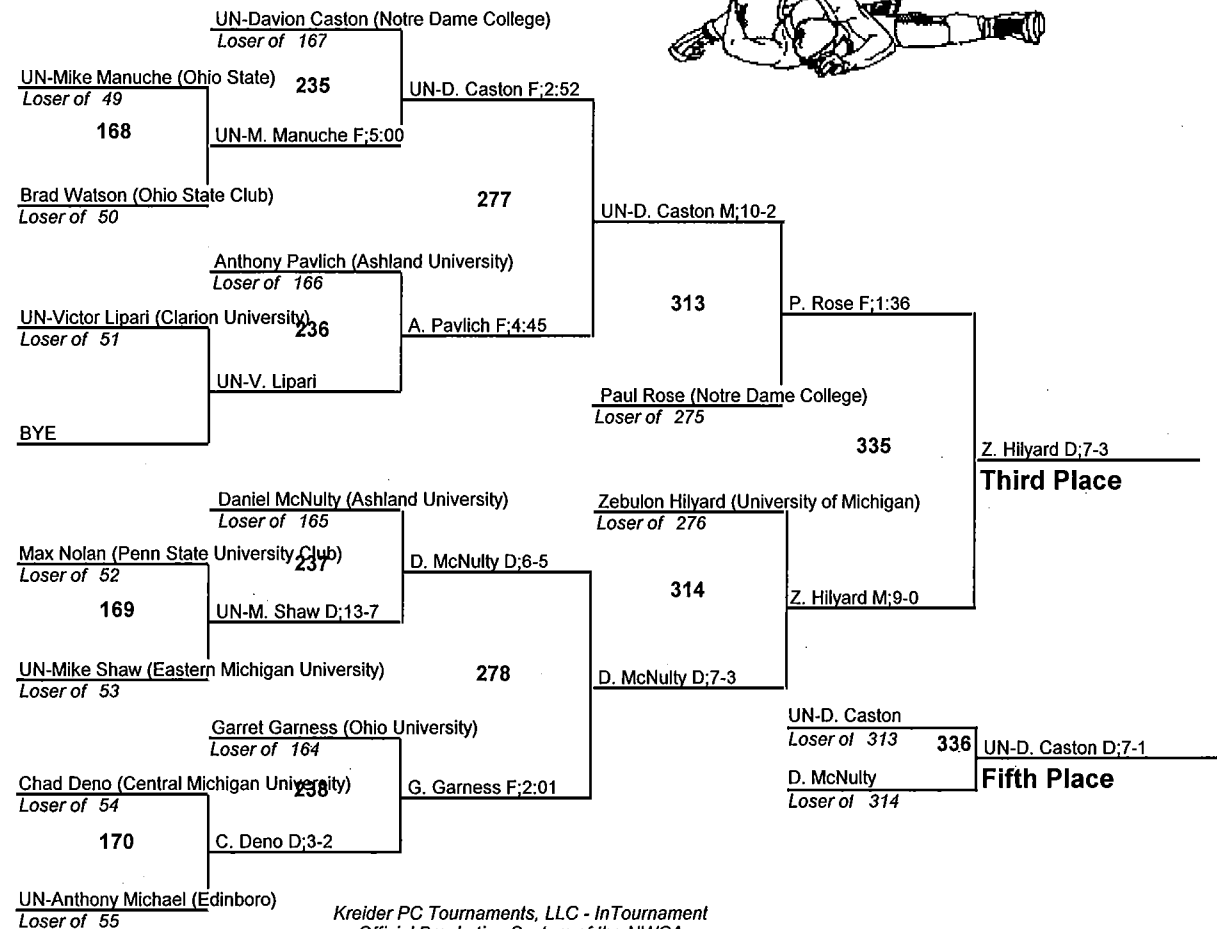 UN-Davion Caston (Notre Dame College)
Loser of 167
UN-Mike Manuche (Ohio State)
235
UN-D. Caston F;2:52
Loser of 49
168
UN-M. Manuche F;5:00
Brad Watson (Ohio State Club)
Loser of 50
277
UN-D. Caston M;10-2
Anthony Pavlich (Ashland University)
Loser of 166
UN-Victor Lipari (Clarion University)
236
A. Pavlich F;4:45
Loser of 51
313
P. Rose F;1:36
UN-V. Lipari
Paul Rose (Notre Dame College)
Loser of 275
BYE
335
Z. Hilyard D;7-3
Third Place
Daniel McNulty (Ashland University)
Loser of 165
Zebulon Hilyard (University of Michigan)
Loser of 276
Max Nolan (Penn State University Club)
237
D. McNulty D;6-5
Loser of 52
169
UN-M. Shaw D;13-7
314
Z. Hilyard M;9-0
UN-Mike Shaw (Eastern Michigan University)
Loser of 53
278
D. McNulty D;7-3
Garret Garness (Ohio University)
Loser of 164
UN-D. Caston
Loser of 313
336
UN-D. Caston D;7-1
Fifth Place
D. McNulty
Loser of 314
Chad Deno (Central Michigan University)
238
G. Garness F;2:01
Loser of 54
170
C. Deno D;3-2
UN-Anthony Michael (Edinboro)
Loser of 55
Kreider PC Tournaments, LLC - InTournament